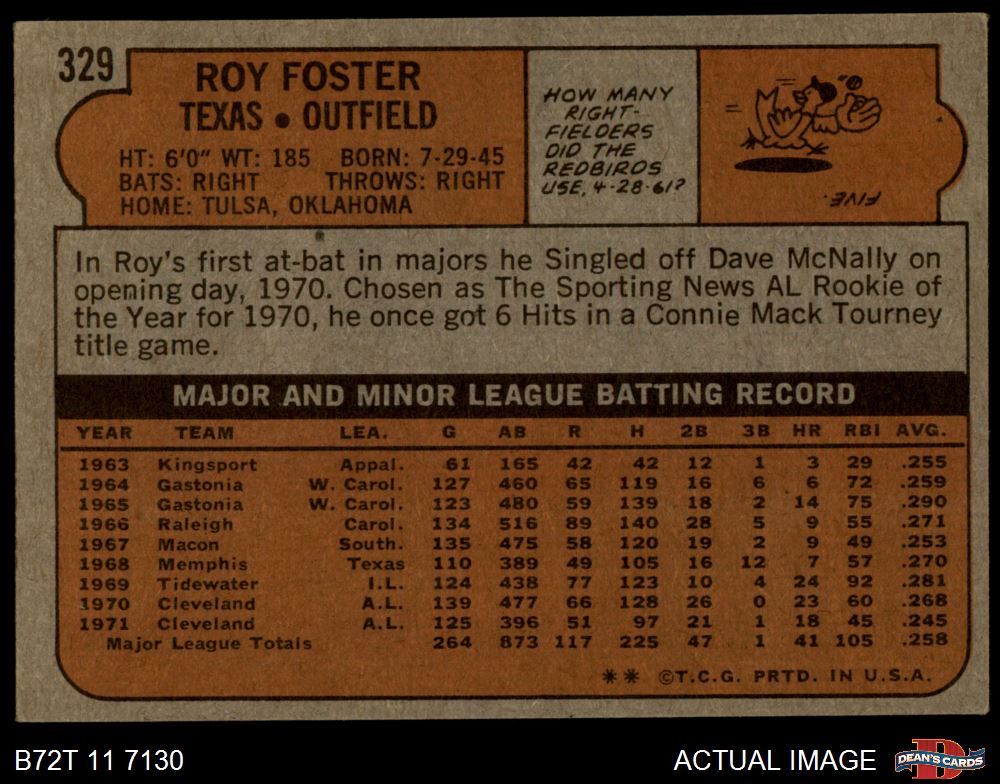 329
ROY FOSTER
TEXAS • OUTFIELD
HT: 6'0" WT: 185 BORN: 7-29-45
BATS: RIGHT THROWS: RIGHT
HOME: TULSA, OKLAHOMA
HOW MANY
RIGHT-
FIELDERS
DID THE
REDBIRDS
USE, 4-28-61?
FIVE.
In Roy's first at-bat in majors he Singled off Dave McNally on
opening day, 1970. Chosen as The Sporting News AL Rookie of
the Year for 1970, he once got 6 Hits in a Connie Mack Tourney
title game.
MAJOR AND MINOR LEAGUE BATTING RECORD
YEAR TEAM LEA. G AB R H 2B 3B HR RBI AVG.
1963 Kingsport Appal. 61 165 42 42 12 1 3 29 .255
1964 Gastonia W. Carol. 127 460 65 119 16 6 6 72 .259
1965 Gastonia W. Carol. 123 480 59 139 18 2 14 75 .290
1966 Raleigh Carol. 134 516 89 140 28 5 9 55 .271
1967 Macon South. 135 475 58 120 19 2 9 49 .253
1968 Memphis Texas 110 389 49 105 16 12 7 57 .270
1969 Tidewater I.L. 124 438 77 123 10 4 24 92 .281
1970 Cleveland A.L. 139 477 66 128 26 0 23 60 .268
1971 Cleveland A.L. 125 396 51 97 21 1 18 45 .245
Major League Totals 264 873 117 225 47 1 41 105 .258
** ©T.C.G. PRTD. IN U.S.A.
B72T 11 7130
ACTUAL IMAGE
DEAN'S CARDS